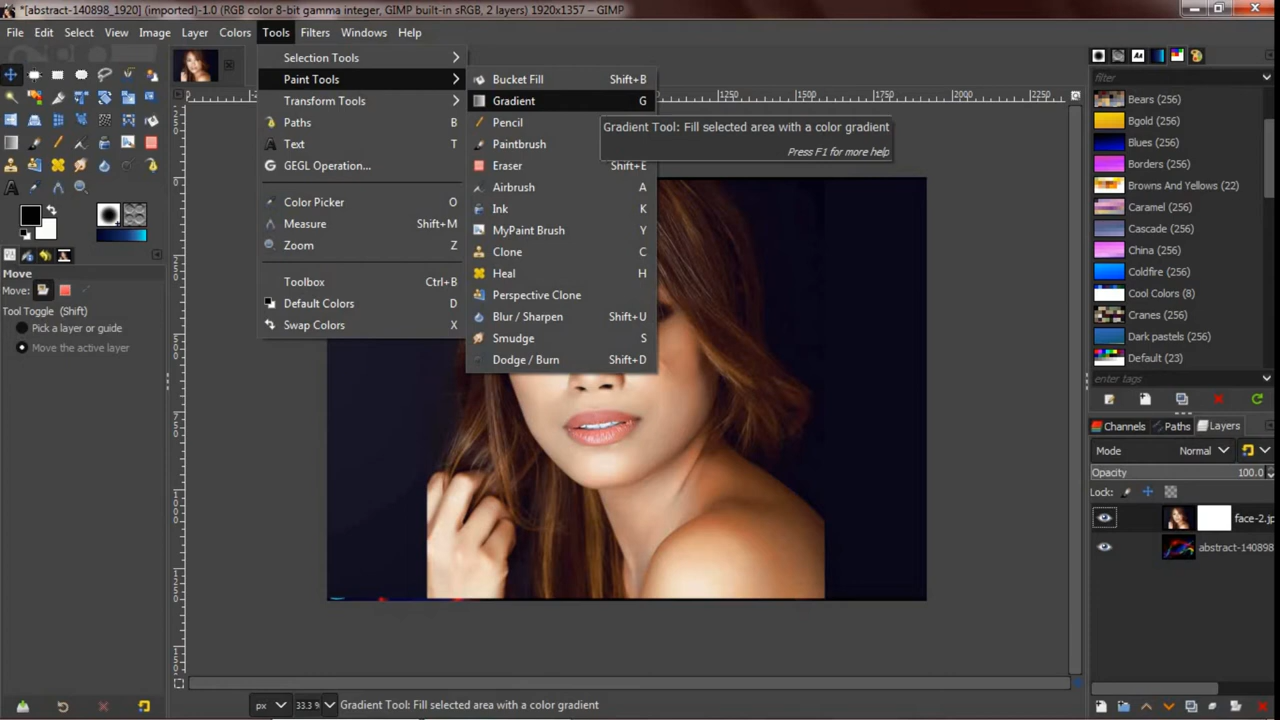 *[abstract-140898_1920] (imported)-1.0 (RGB color 8-bit gamma integer, GIMP built-in sRGB, 2 layers) 1920x1357 – GIMP
File Edit Select View Image Layer Colors Tools Filters Windows Help
Selection Tools
Paint Tools
Transform Tools
Paths B
Text T
GEGL Operation...
Color Picker O
Measure Shift+M
Zoom Z
Toolbox Ctrl+B
Default Colors D
Swap Colors X
Bucket Fill Shift+B
Gradient G
Pencil
Paintbrush
Eraser Shift+E
Airbrush A
Ink K
MyPaint Brush Y
Clone C
Heal H
Perspective Clone
Blur / Sharpen Shift+U
Smudge S
Dodge / Burn Shift+D
Gradient Tool: Fill selected area with a color gradient
Press F1 for more help
Move
Move:
Tool Toggle (Shift)
Pick a layer or guide
Move the active layer
1250 1500 1750 2000 2250
filter
Bears (256)
Bgold (256)
Blues (256)
Borders (256)
Browns And Yellows (22)
Caramel (256)
Cascade (256)
China (256)
Coldfire (256)
Cool Colors (8)
Cranes (256)
Dark pastels (256)
Default (23)
enter tags
Channels Paths Layers
Mode Normal
Opacity 100.0
Lock:
face-2.jp
abstract-140898
px 33.3 % Gradient Tool: Fill selected area with a color gradient